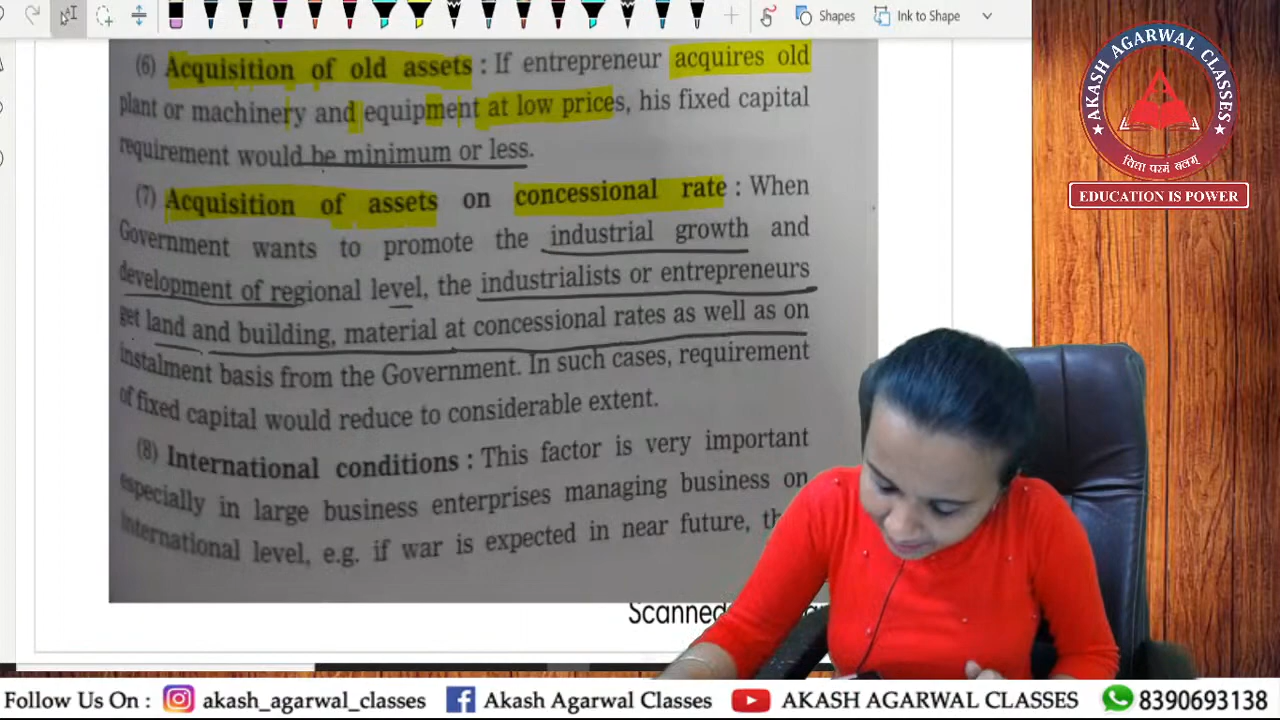 Shapes
Ink to Shape
(6) Acquisition of old assets : If entrepreneur acquires old
plant or machinery and equipment at low prices, his fixed capital
requirement would be minimum or less.
(7) Acquisition of assets on concessional rate : When
Government wants to promote the industrial growth and
development of regional level, the industrialists or entrepreneurs
get land and building, material at concessional rates as well as on
instalment basis from the Government. In such cases, requirement
of fixed capital would reduce to considerable extent.
(8) International conditions : This factor is very important
especially in large business enterprises managing business on
International level, e.g. if war is expected in near future,
Scanned
AKASH AGARWAL CLASSES
विद्या परमं बलम्
EDUCATION IS POWER
Follow Us On : akash_agarwal_classes Akash Agarwal Classes AKASH AGARWAL CLASSES 8390693138